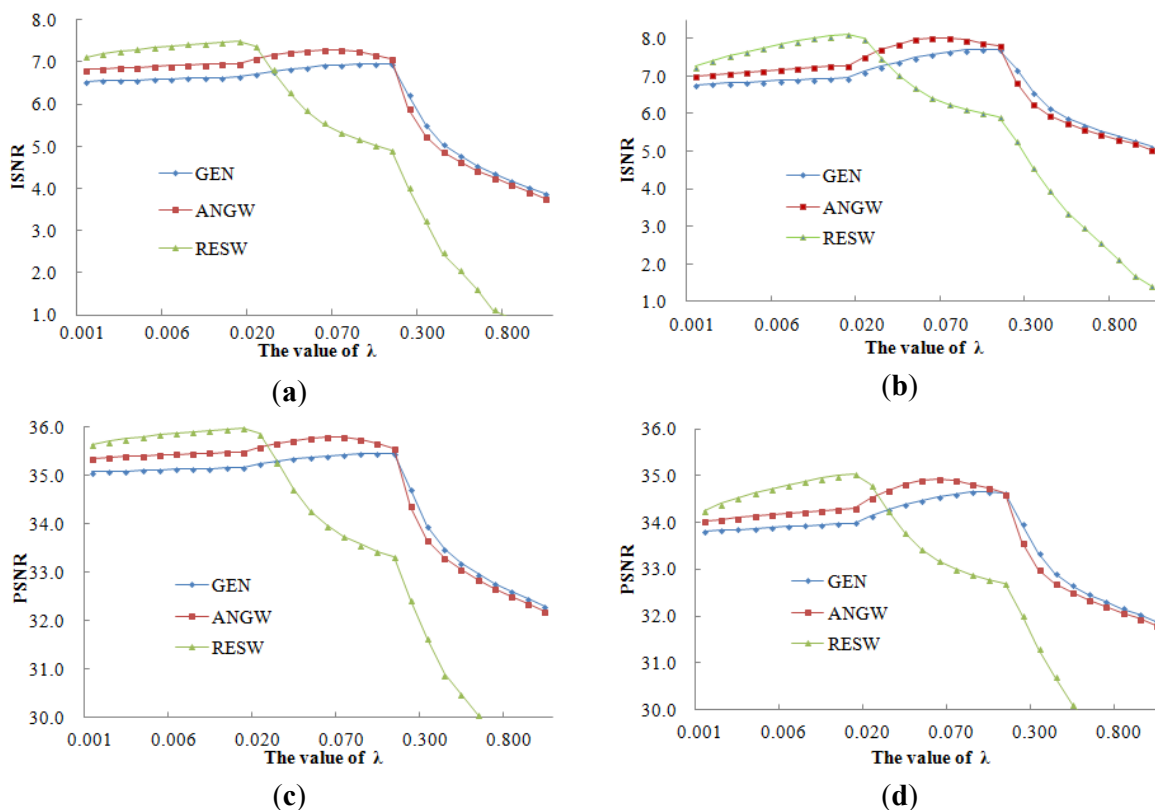 8.0
7.0
6.0
5.0
4.0
3.0
2.0
1.0
ISNR
GEN
ANGW
RESW
0.001 0.006 0.020 0.070 0.300 0.800
The value of λ
(a)
8.0
7.0
6.0
5.0
4.0
3.0
2.0
1.0
ISNR
GEN
ANGW
RESW
0.001 0.006 0.020 0.070 0.300 0.800
The value of λ
(b)
36.0
35.0
34.0
33.0
32.0
31.0
30.0
PSNR
GEN
ANGW
RESW
0.001 0.006 0.020 0.070 0.300 0.800
The value of λ
(c)
36.0
35.0
34.0
33.0
32.0
31.0
30.0
PSNR
GEN
ANGW
RESW
0.001 0.006 0.020 0.070 0.300 0.800
The value of λ
(d)